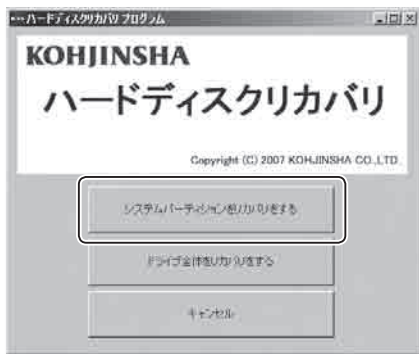 ハードディスクリカバリ プログラム
KOHJINSHA
ハードディスクリカバリ
Copyright (C) 2007 KOHJINSHA CO.,LTD.
システムパーティションをリカバリをする
ドライブ全体をリカバリをする
キャンセル